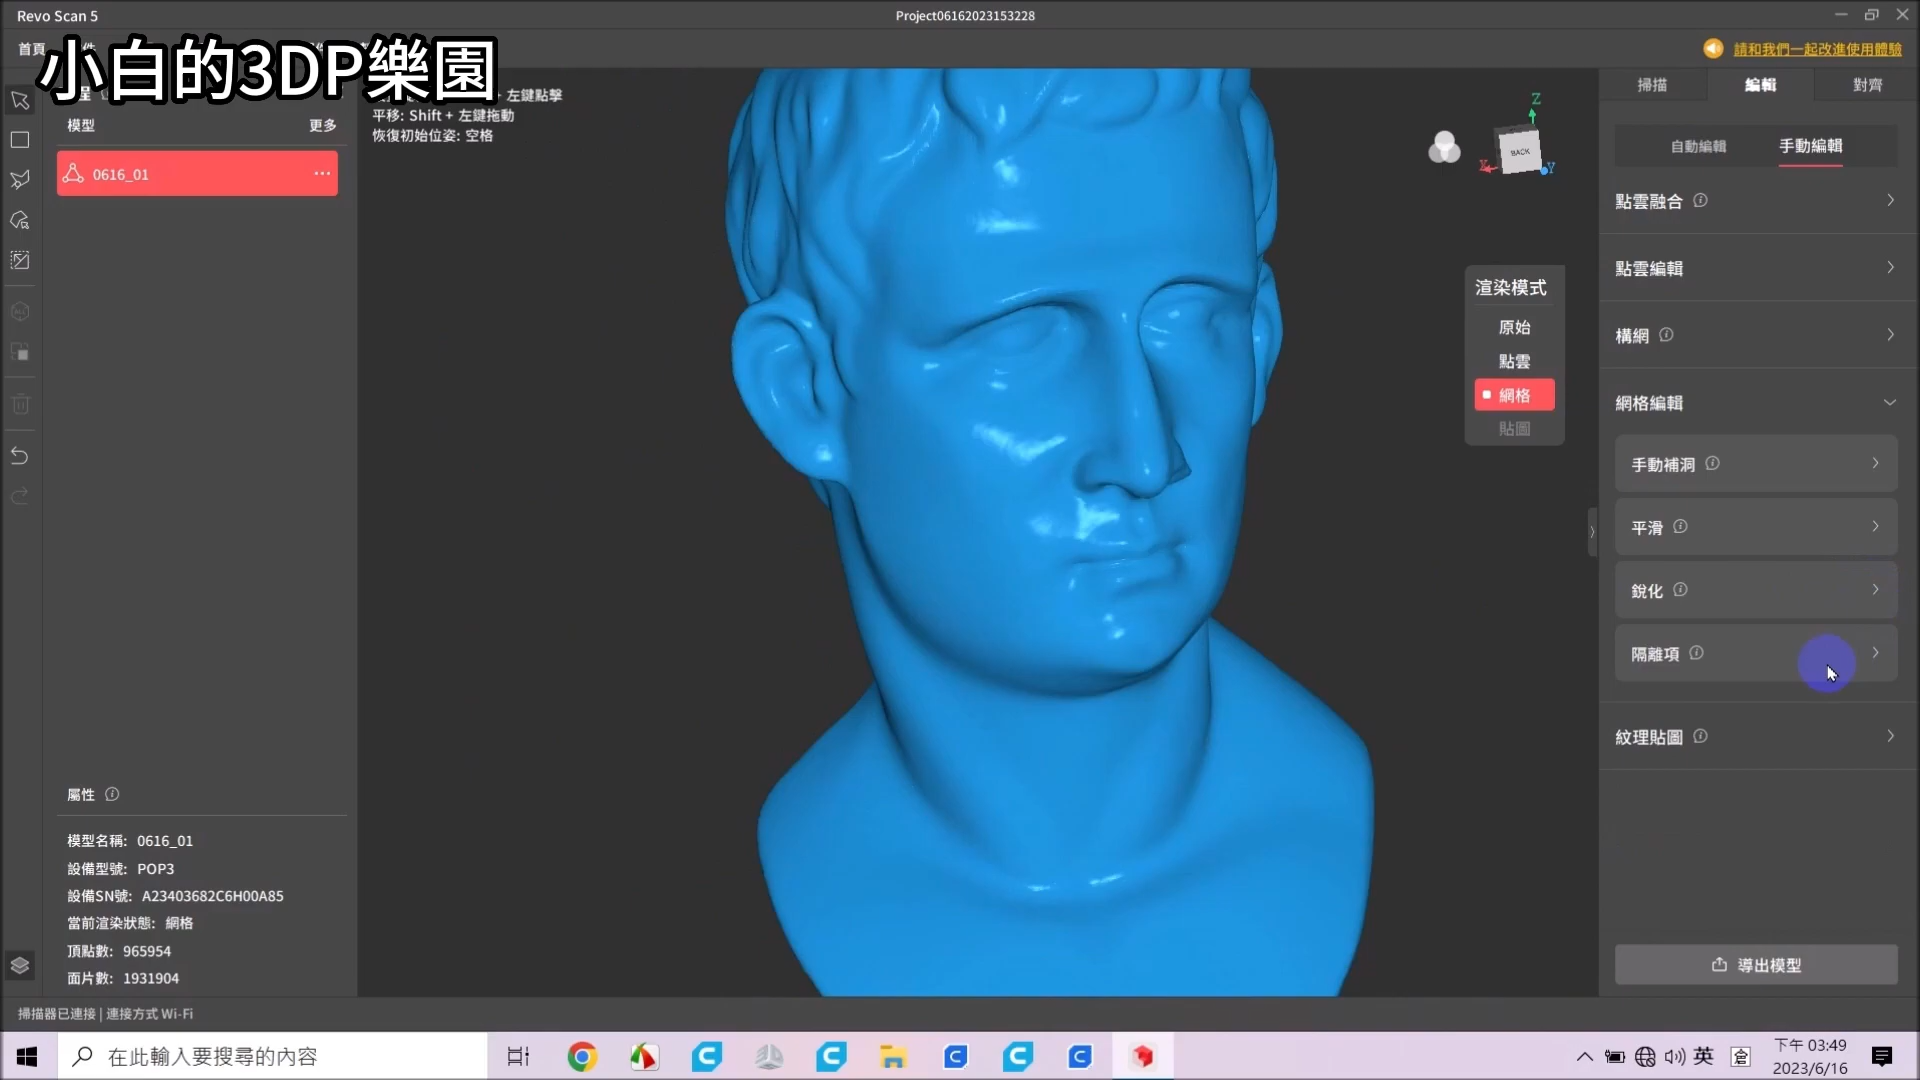 Revo Scan 5
Project06162023153228
首頁
件
請和我們一起改進使用體驗
小白的3DP樂園
模型
更多
0616_01
左鍵點擊
平移: Shift + 左鍵拖動
恢復初始位姿: 空格
Z
BACK
Y
渲染模式
原始
點雲
網格
貼圖
掃描
編輯
對齊
自動編輯
手動編輯
點雲融合
點雲編輯
構網
網格編輯
手動補洞
平滑
銳化
隔離項
紋理貼圖
導出模型
屬性
模型名稱: 0616_01
設備型號: POP3
設備SN號: A23403682C6H00A85
當前渲染狀態: 網格
頂點數: 965954
面片數: 1931904
掃描器已連接 | 連接方式 Wi-Fi
在此輸入要搜尋的內容
英
倉
下午 03:49
2023/6/16